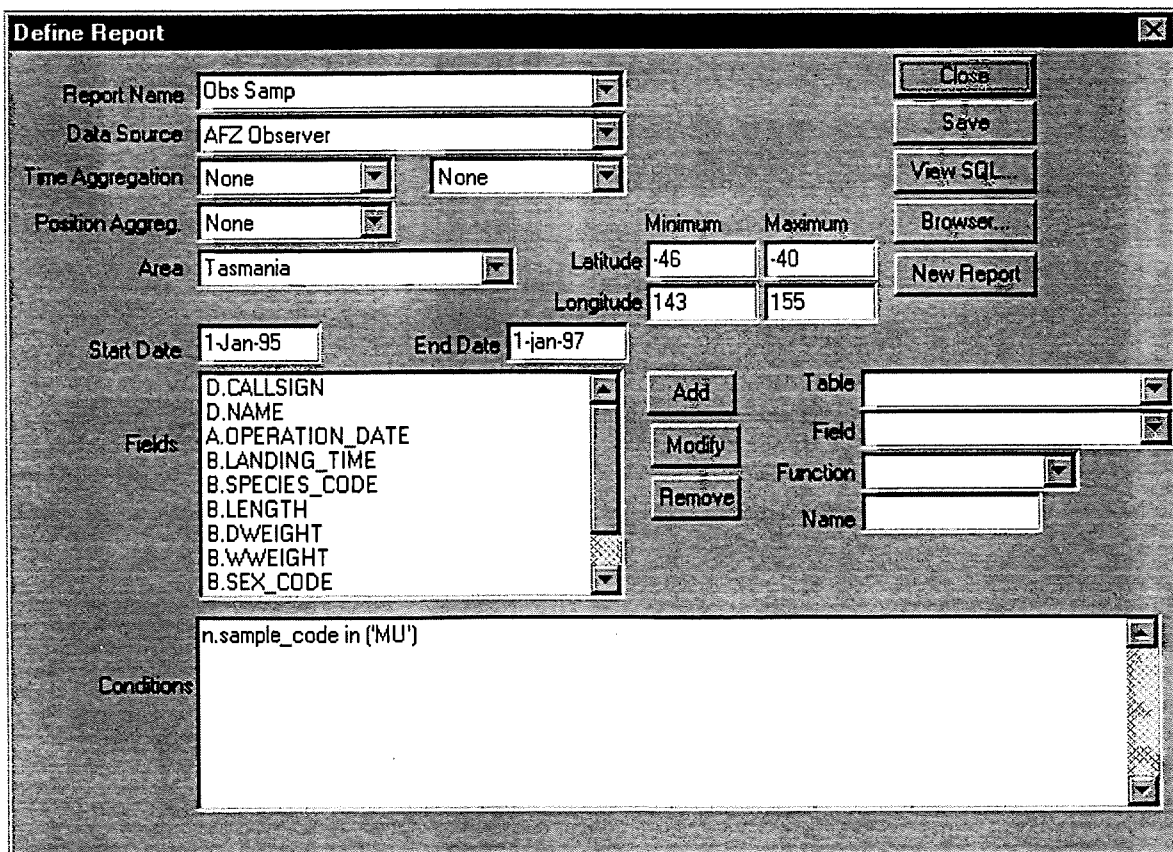 Define Report
Report Name Obs Samp Close
Data Source AFZ Observer Save
Time Aggregation None None View SQL...
Position Aggreg. None Minimum Maximum Browser...
Area Tasmania Latitude -46 -40 New Report
Longitude 143 155
Start Date 1-Jan-95 End Date 1-jan-97
Fields
D.CALLSIGN
D.NAME
A.OPERATION_DATE
B.LANDING_TIME
B.SPECIES_CODE
B.LENGTH
B.DWEIGHT
B.WWEIGHT
B.SEX_CODE
Add
Modify
Remove
Table
Field
Function
Name
Conditions
n.sample_code in ('MU')